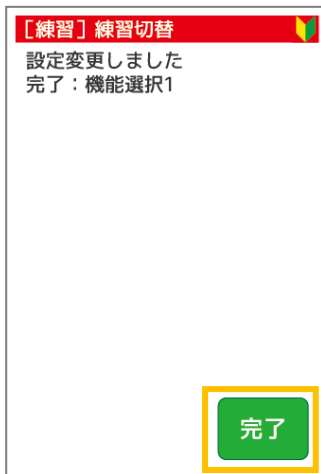 ［練習］練習切替
設定変更しました
完了：機能選択1
完了